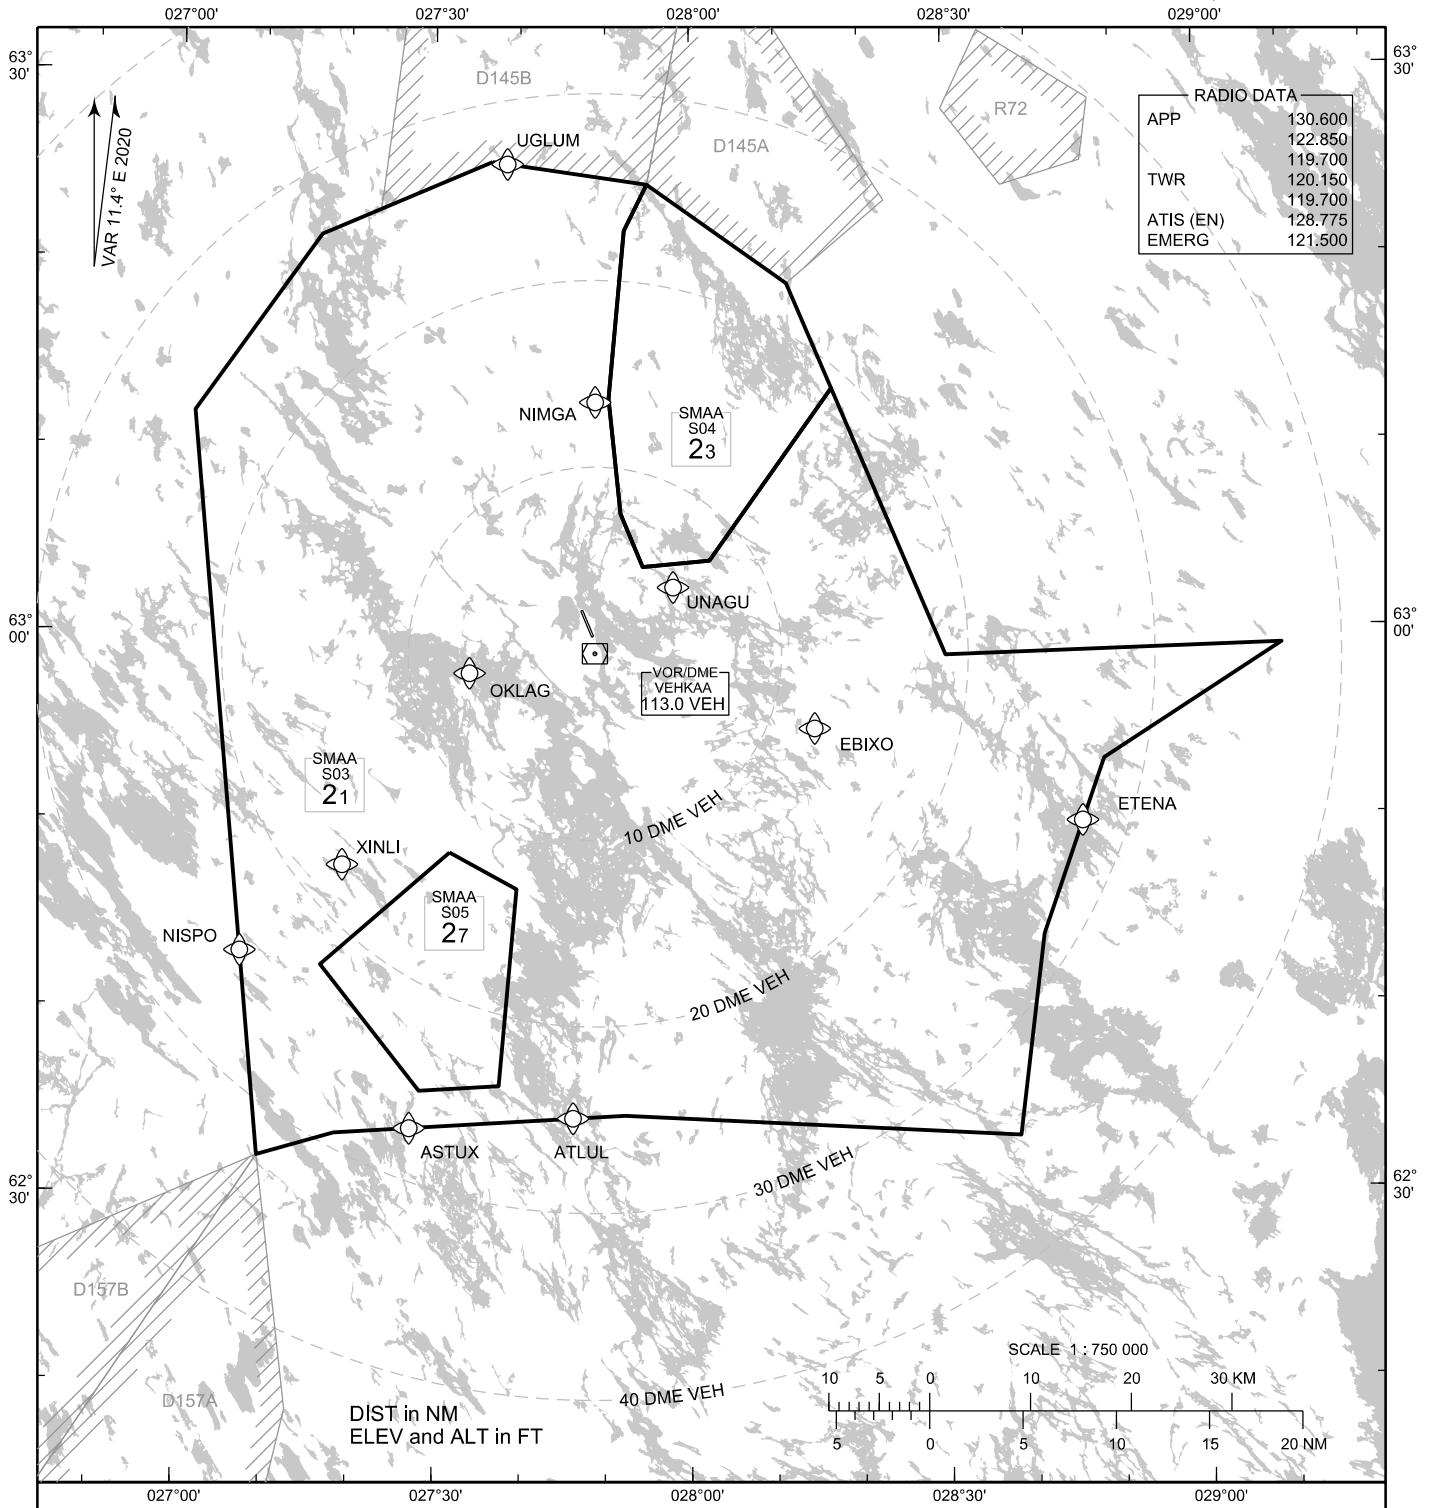 027°00' 027°30' 028°00' 028°30' 029°00'
63° 30'
63° 30'
D145B
R72
D145A
UGLUM
VAR 11.4° E 2020
RADIO DATA
APP 130.600
122.850
119.700
TWR 120.150
119.700
ATIS (EN) 128.775
EMERG 121.500
NIMGA
SMAA
S04
23
UNAGU
63° 00'
63° 00'
OKLAG
VOR/DME
VEHKAA
113.0 VEH
EBIXO
SMAA
S03
21
ETENA
10 DME VEH
XINLI
SMAA
S05
27
NISPO
20 DME VEH
ASTUX
ATLUL
30 DME VEH
62° 30'
62° 30'
D157B
D157A
40 DME VEH
SCALE 1 : 750 000
10 5 0 10 20 30 KM
5 0 5 10 15 20 NM
DIST in NM
ELEV and ALT in FT
027°00' 027°30' 028°00' 028°30' 029°00'